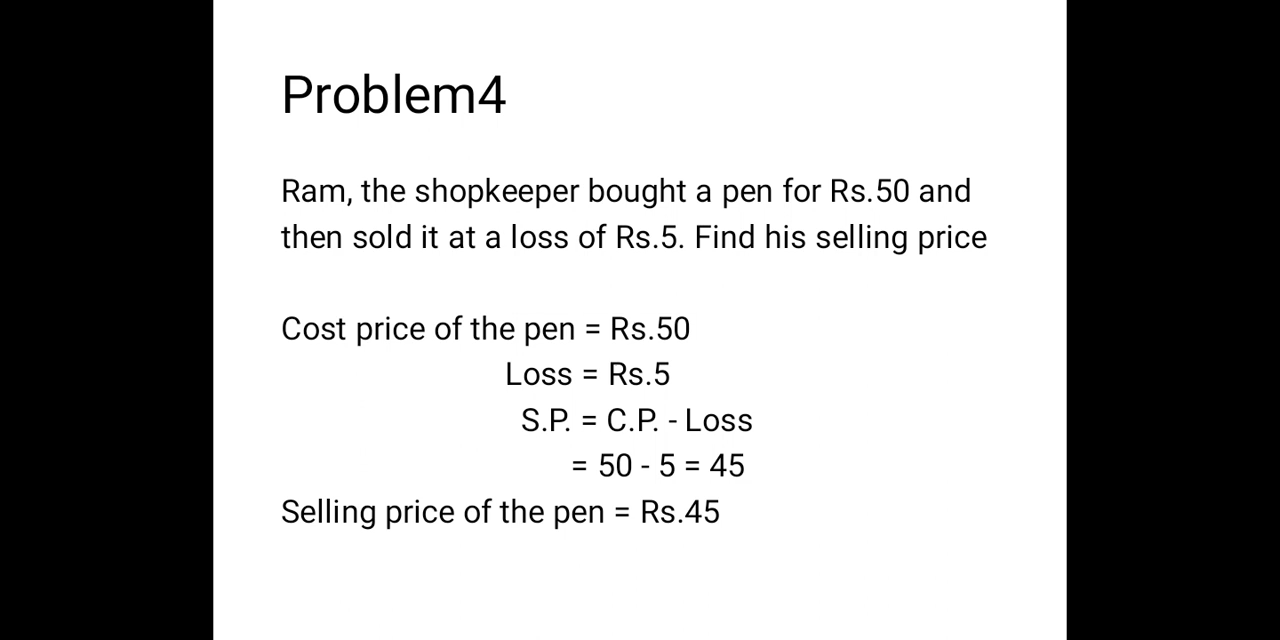 Problem4
Ram, the shopkeeper bought a pen for Rs.50 and
then sold it at a loss of Rs.5. Find his selling price
Cost price of the pen = Rs.50
Loss = Rs.5
S.P. = C.P. - Loss
= 50 - 5 = 45
Selling price of the pen = Rs.45